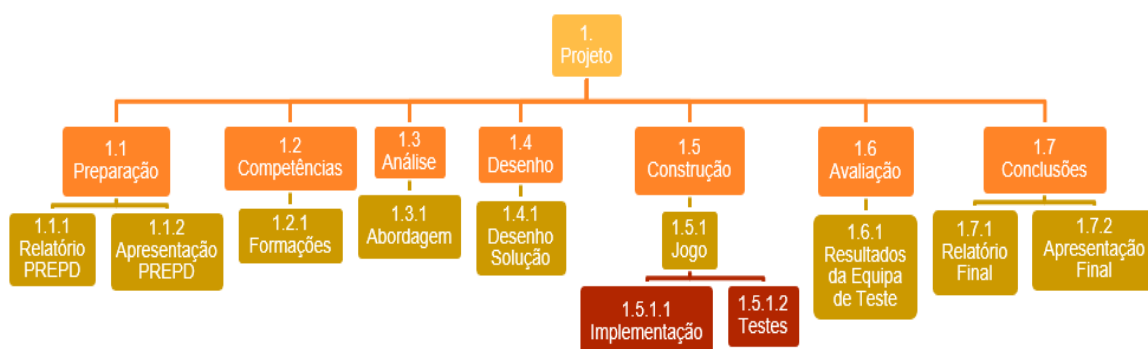 1.
Projeto
1.1
Preparação
1.2
Competências
1.3
Análise
1.4
Desenho
1.5
Construção
1.6
Avaliação
1.7
Conclusões
1.1.1
Relatório
PREPD
1.1.2
Apresentação
PREPD
1.2.1
Formações
1.3.1
Abordagem
1.4.1
Desenho
Solução
1.5.1
Jogo
1.6.1
Resultados
da Equipa
de Teste
1.7.1
Relatório
Final
1.7.2
Apresentação
Final
1.5.1.1
Implementação
1.5.1.2
Testes